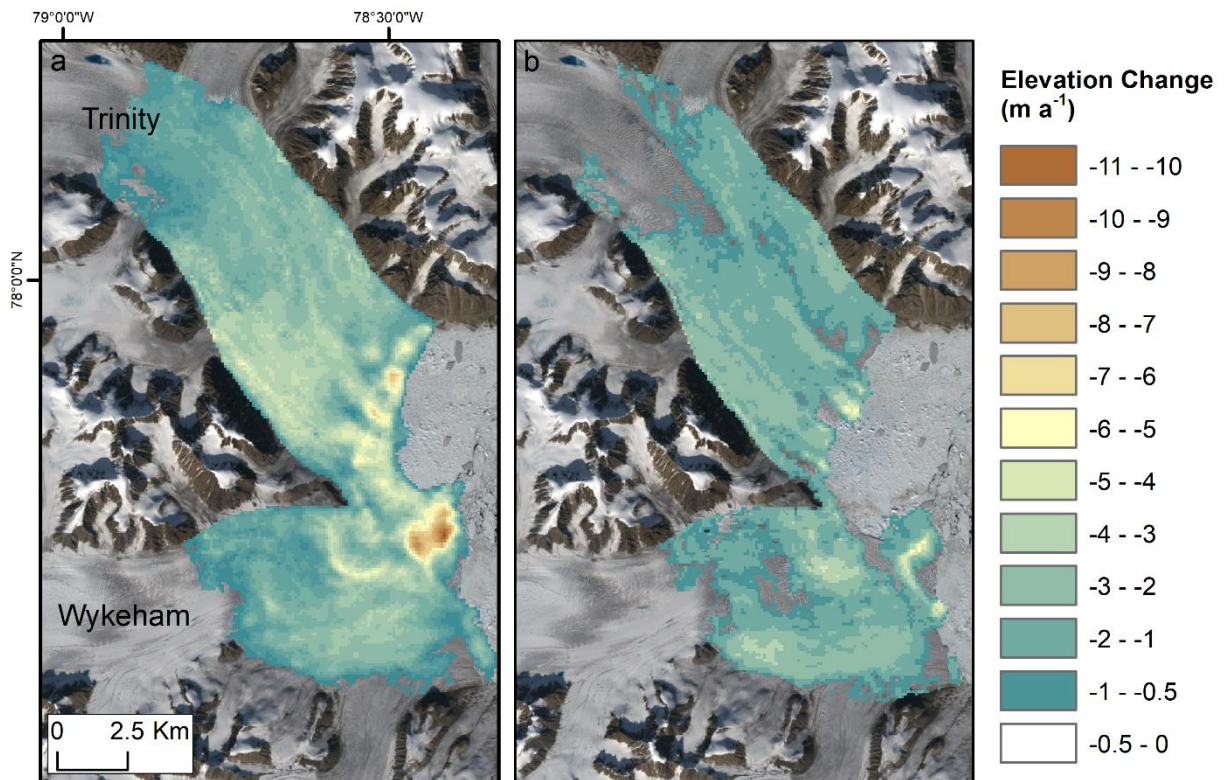 79°0'0"W
78°30'0"W
78°0'0"N
a
b
Trinity
Wykeham
0 2.5 Km
Elevation Change
(m a⁻¹)
-11 - -10
-10 - -9
-9 - -8
-8 - -7
-7 - -6
-6 - -5
-5 - -4
-4 - -3
-3 - -2
-2 - -1
-1 - -0.5
-0.5 - 0